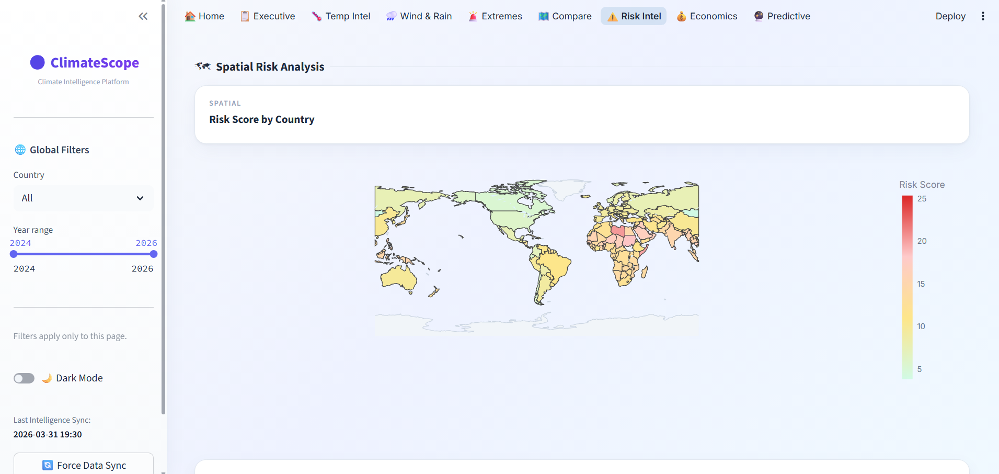 Home
Executive
Temp Intel
Wind & Rain
Extremes
Compare
Risk Intel
Economics
Predictive
Deploy
ClimateScope
Climate Intelligence Platform
Global Filters
Country
All
Year range
2024 2026
2024 2026
Filters apply only to this page.
Dark Mode
Last Intelligence Sync:
2026-03-31 19:30
Force Data Sync
Spatial Risk Analysis
SPATIAL
Risk Score by Country
Risk Score
25
20
15
10
5